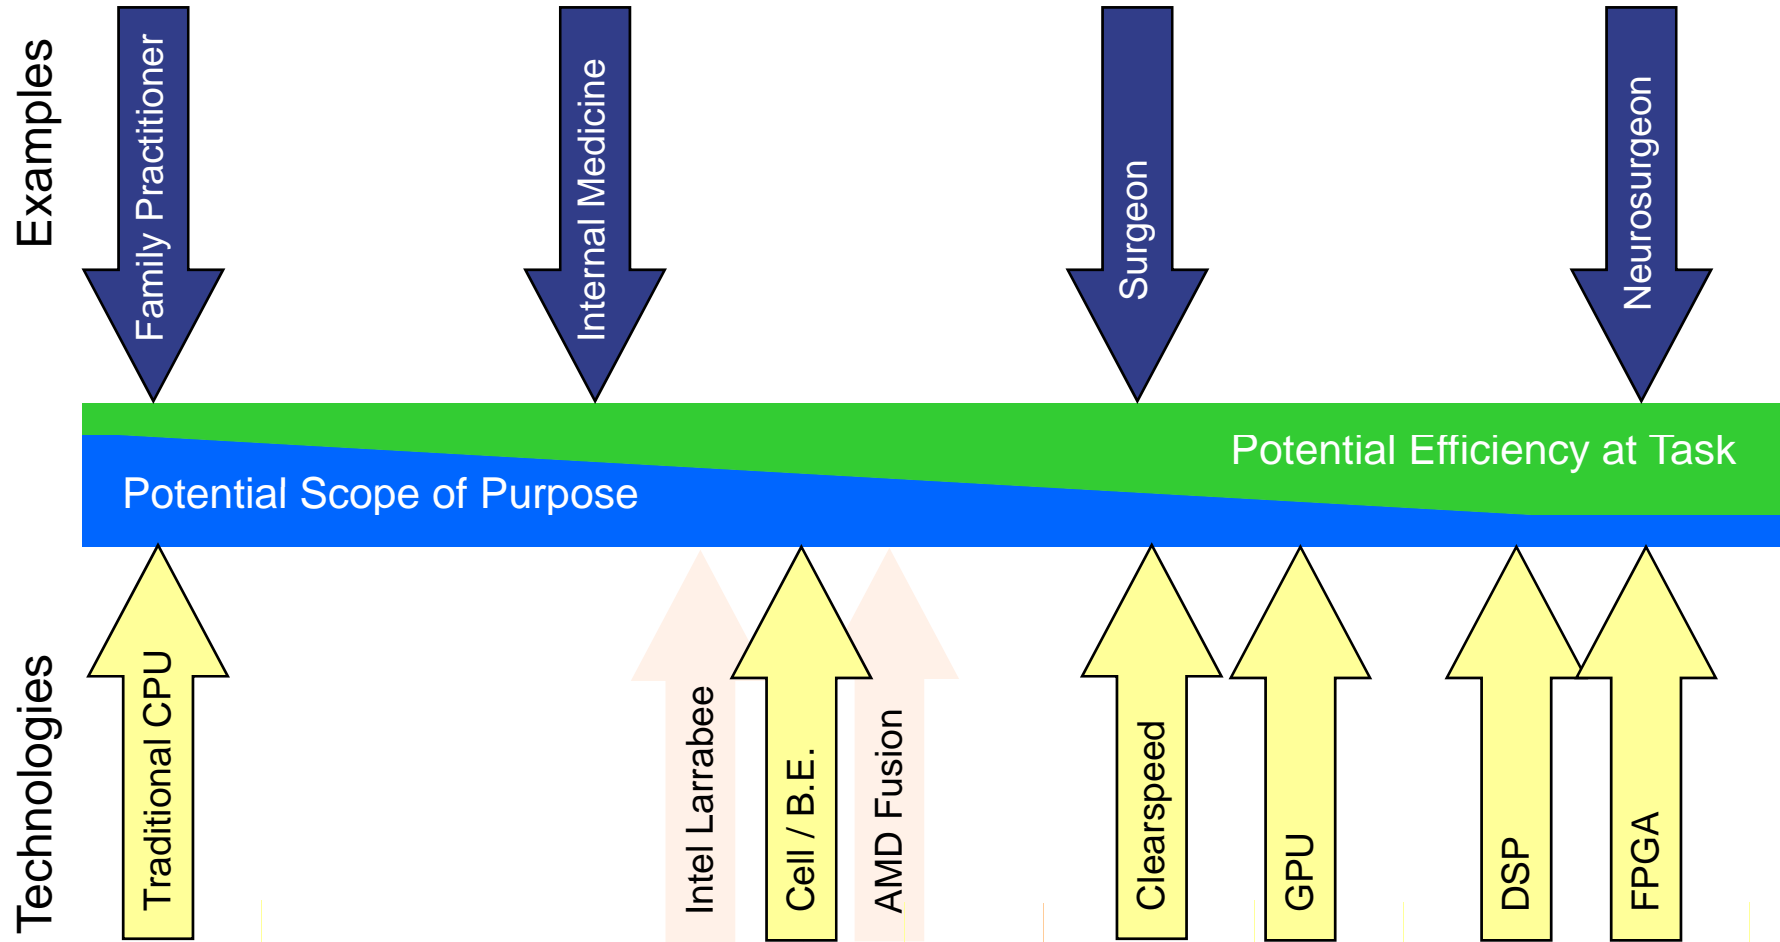 Examples
Family Practitioner
Internal Medicine
Surgeon
Neurosurgeon
Potential Efficiency at Task
Potential Scope of Purpose
Technologies
Traditional CPU
Intel Larrabee
Cell / B.E.
AMD Fusion
Clearspeed
GPU
DSP
FPGA